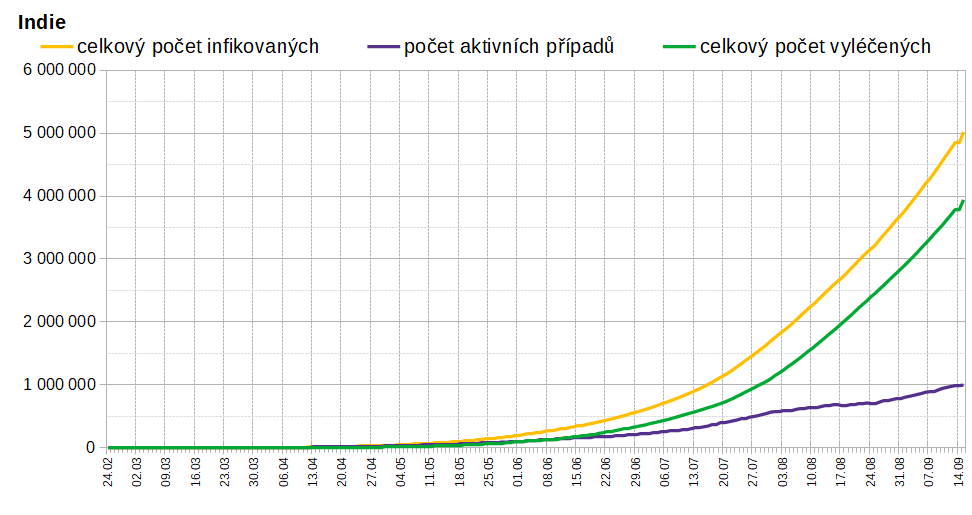 Indie
celkový počet infikovaných počet aktivních případů celkový počet vyléčených
6 000 000
5 000 000
4 000 000
3 000 000
2 000 000
1 000 000
0
24.02 02.03 09.03 16.03 23.03 30.03 06.04 13.04 20.04 27.04 04.05 11.05 18.05 25.05 01.06 08.06 15.06 22.06 29.06 06.07 13.07 20.07 27.07 03.08 10.08 17.08 24.08 31.08 07.09 14.09